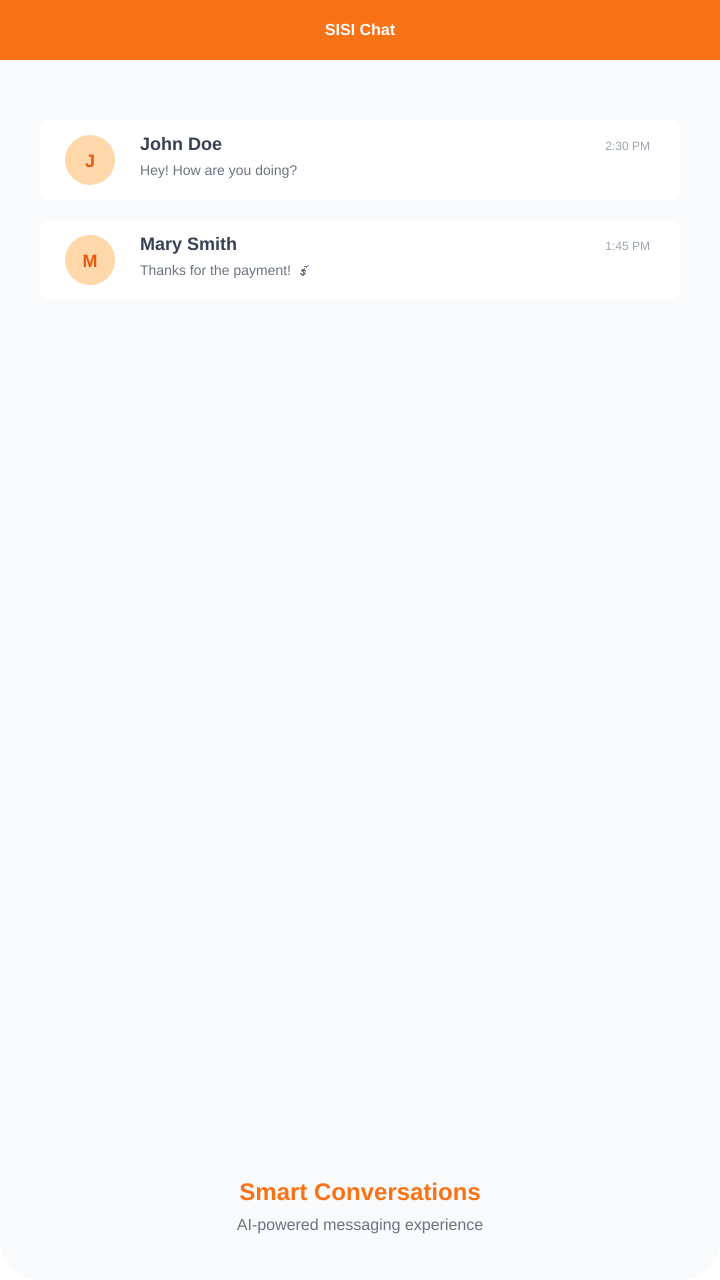 SISI Chat
J
John Doe
2:30 PM
Hey! How are you doing?
M
Mary Smith
1:45 PM
Thanks for the payment! 💸
Smart Conversations
AI-powered messaging experience